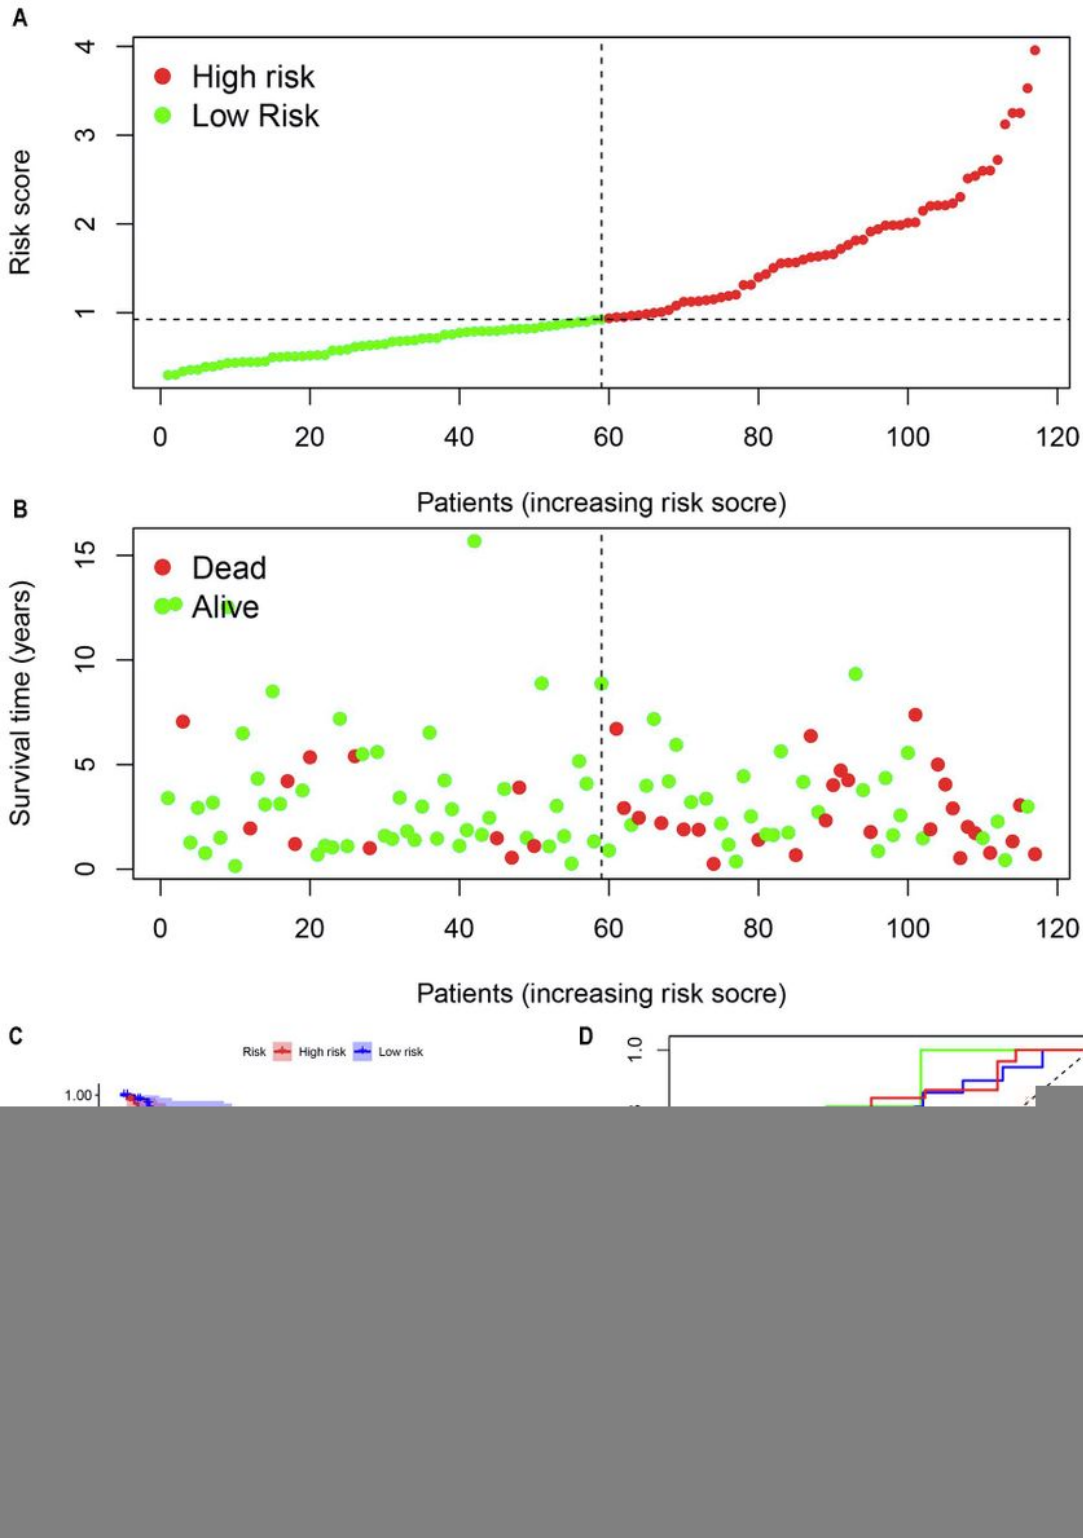 A
4
3
2
1
Risk score
High risk
Low Risk
0 20 40 60 80 100 120
Patients (increasing risk socre)
B
15
10
5
0
Survival time (years)
Dead
Alive
0 20 40 60 80 100 120
Patients (increasing risk socre)
C
Risk High risk Low risk
1.00
D
1.0